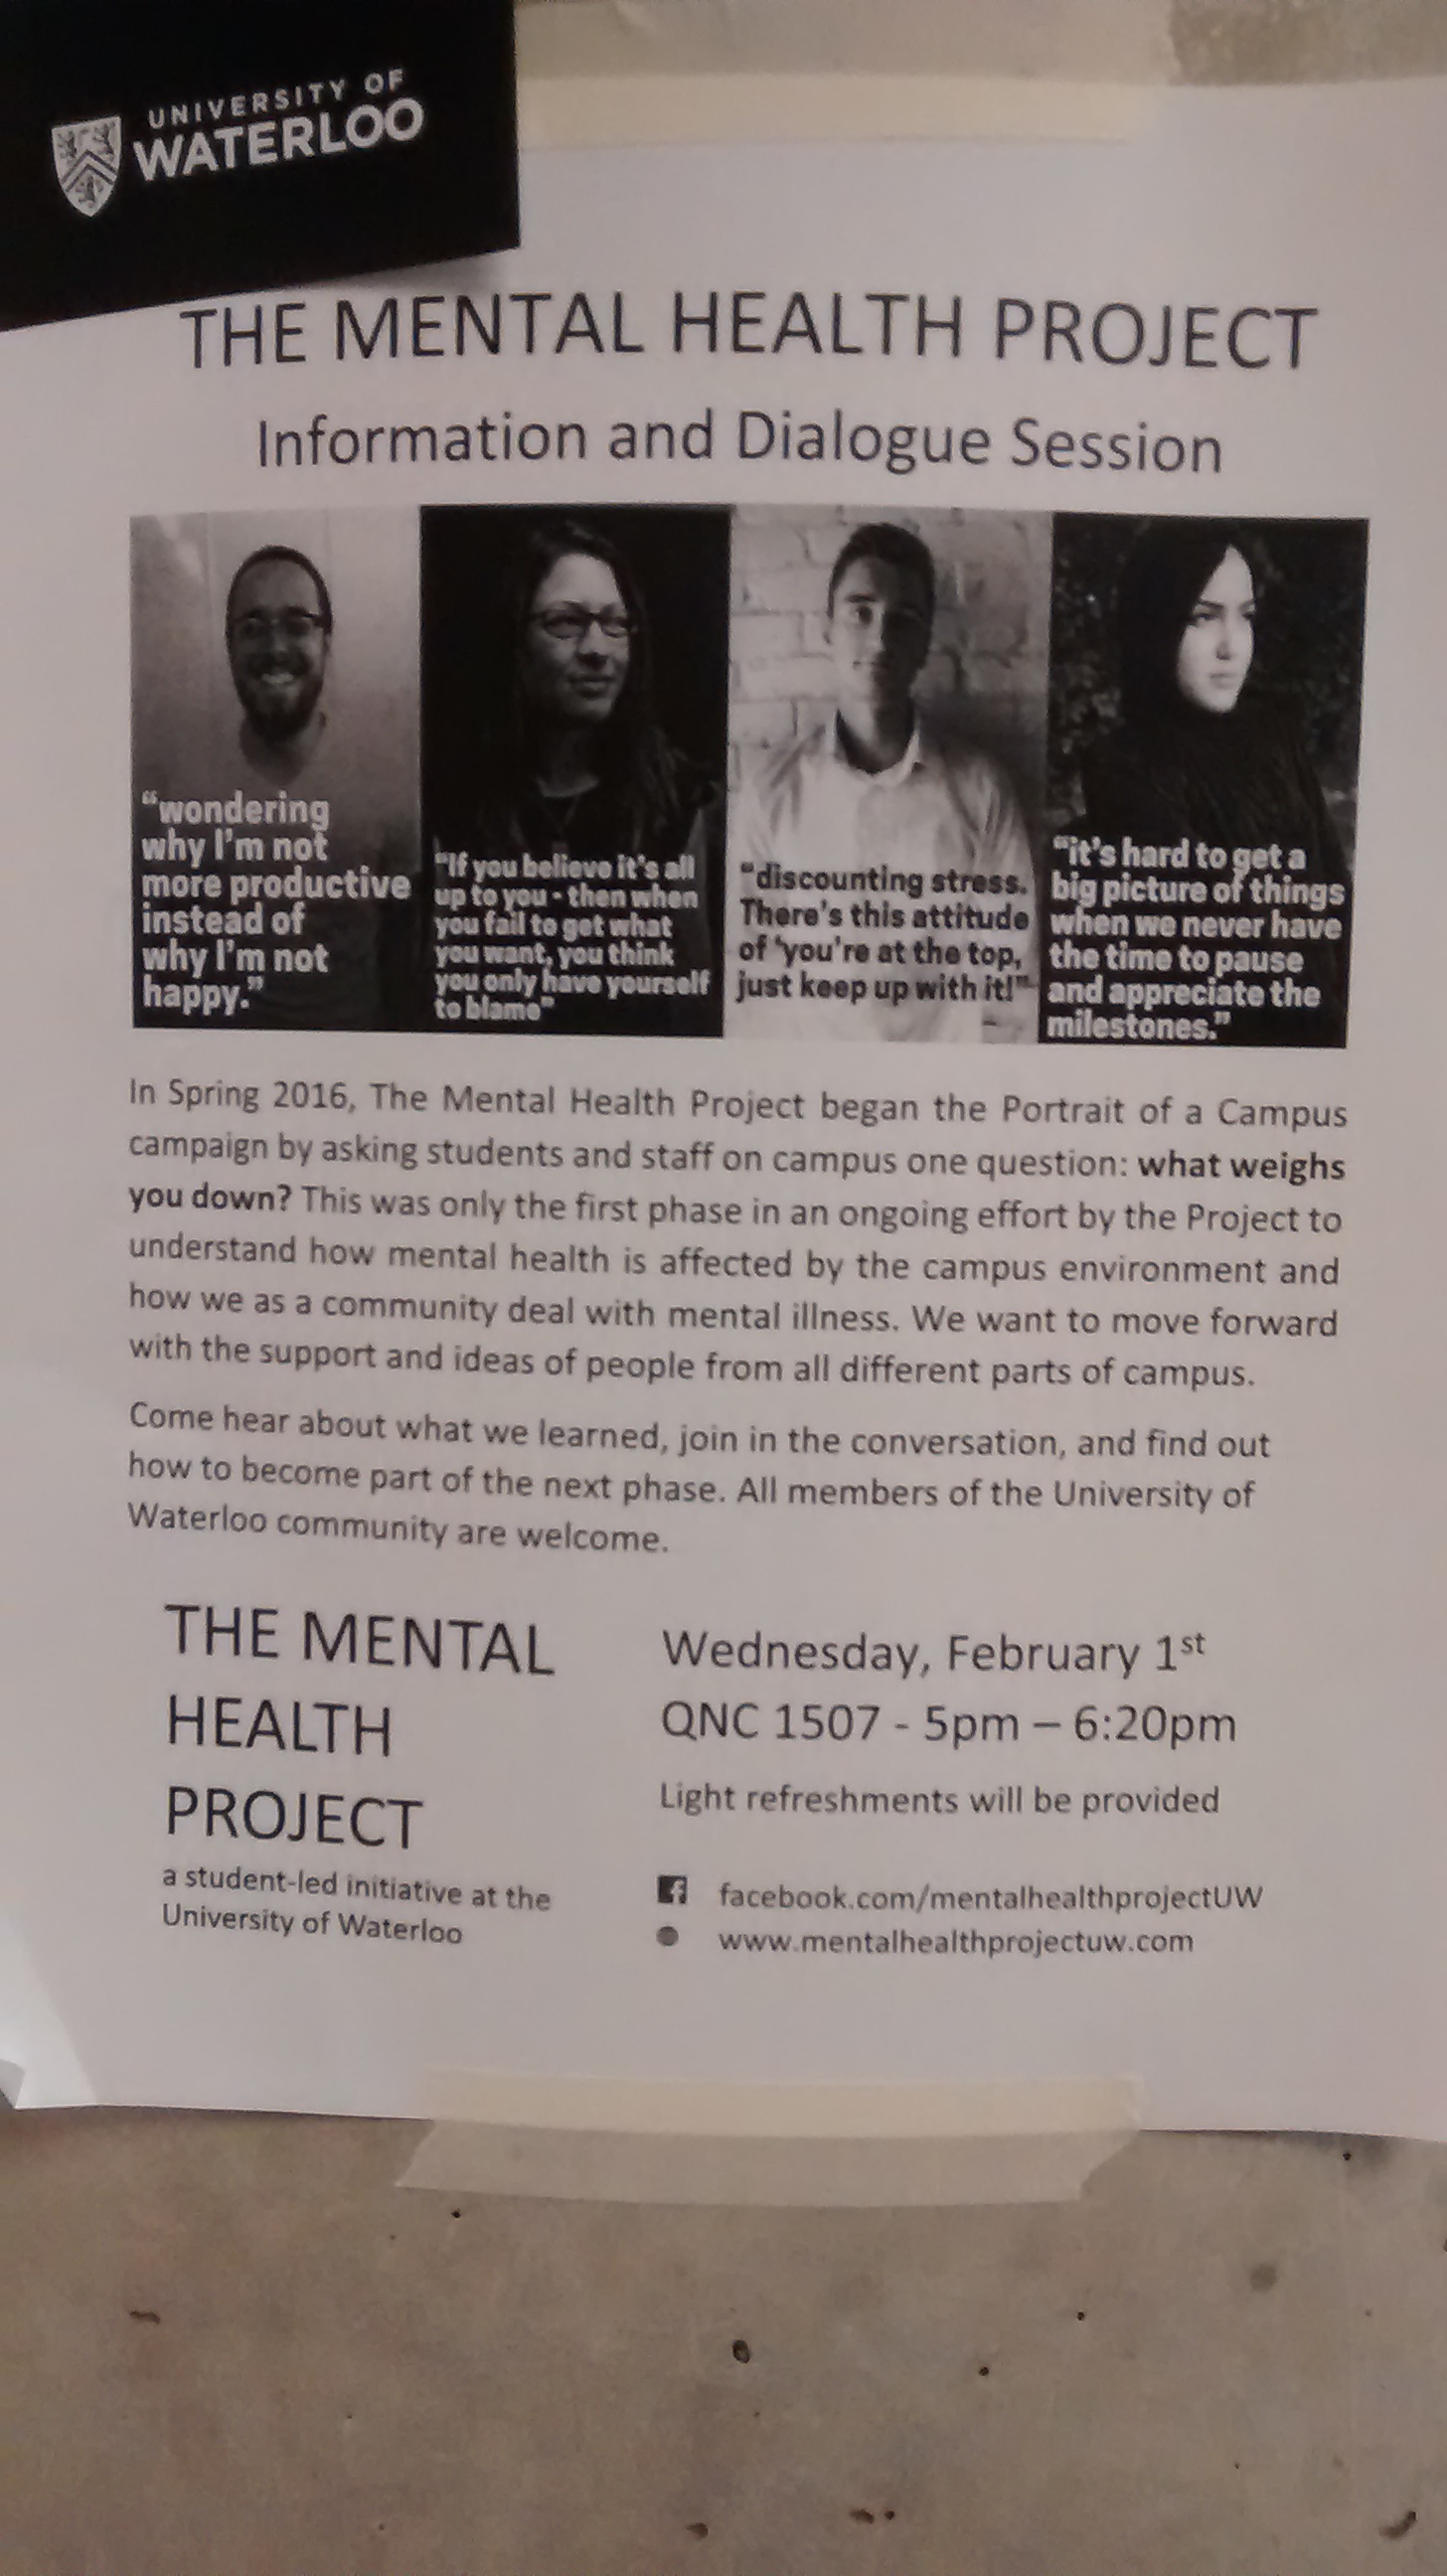 UNIVERSITY OF
WATERLOO
THE MENTAL HEALTH PROJECT
Information and Dialogue Session
“wondering
why I'm not
more productive
instead of
why I'm not
happy.”
“If you believe it's all
up to you - then when
you fail to get what
you want, you think
you only have yourself
to blame”
“discounting stress.
There's this attitude
of ‘you're at the top,
just keep up with it!”
“it's hard to get a
big picture of things
when we never have
the time to pause
and appreciate the
milestones.”
In Spring 2016, The Mental Health Project began the Portrait of a Campus
campaign by asking students and staff on campus one question: what weighs
you down? This was only the first phase in an ongoing effort by the Project to
understand how mental health is affected by the campus environment and
how we as a community deal with mental illness. We want to move forward
with the support and ideas of people from all different parts of campus.
Come hear about what we learned, join in the conversation, and find out
how to become part of the next phase. All members of the University of
Waterloo community are welcome.
THE MENTAL
HEALTH
PROJECT
a student-led initiative at the
University of Waterloo
Wednesday, February 1st
QNC 1507 - 5pm – 6:20pm
Light refreshments will be provided
facebook.com/mentalhealthprojectUW
www.mentalhealthprojectuw.com